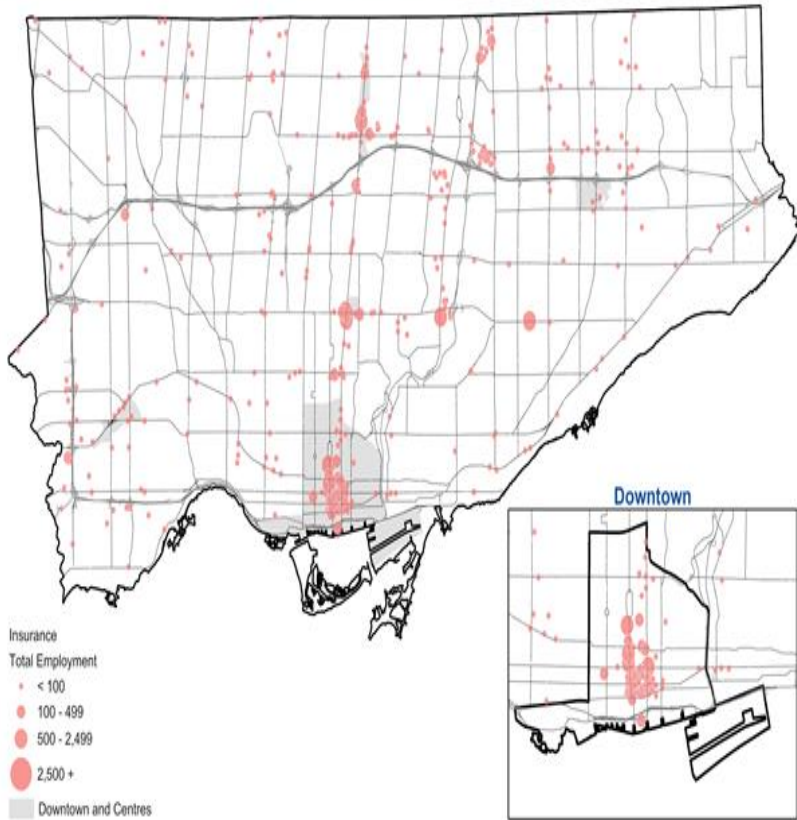 Downtown
Insurance
Total Employment
< 100
100 - 499
500 - 2,499
2,500 +
Downtown and Centres